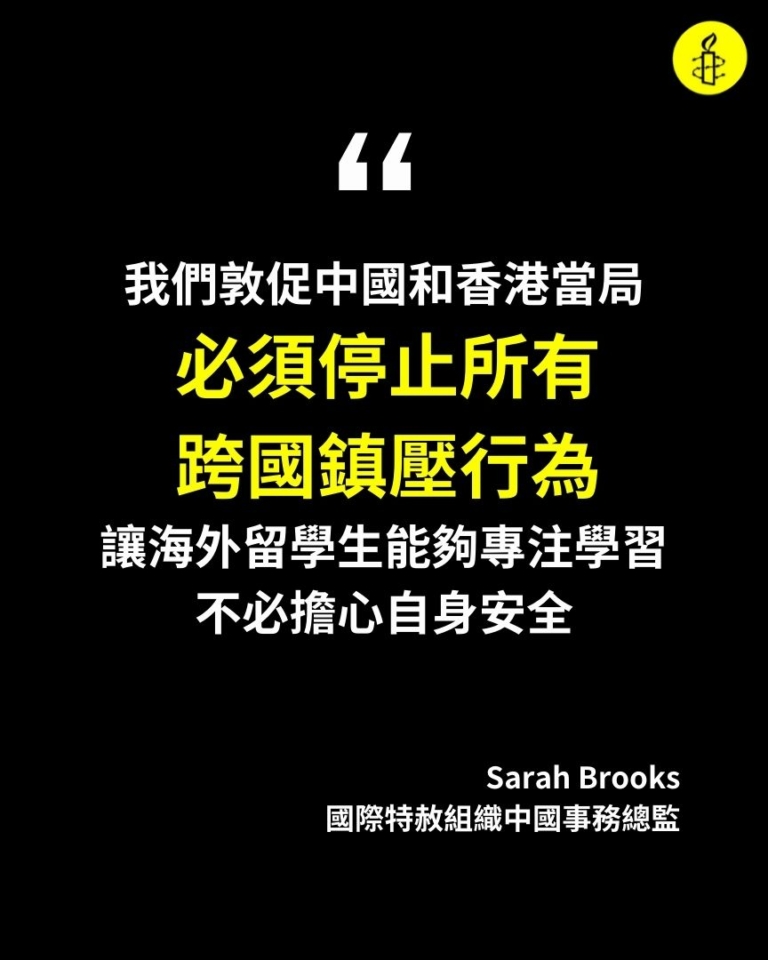 “
我們敦促中國和香港當局
必須停止所有
跨國鎮壓行為
讓海外留學生能夠專注學習
不必擔心自身安全
Sarah Brooks
國際特赦組織中國事務總監